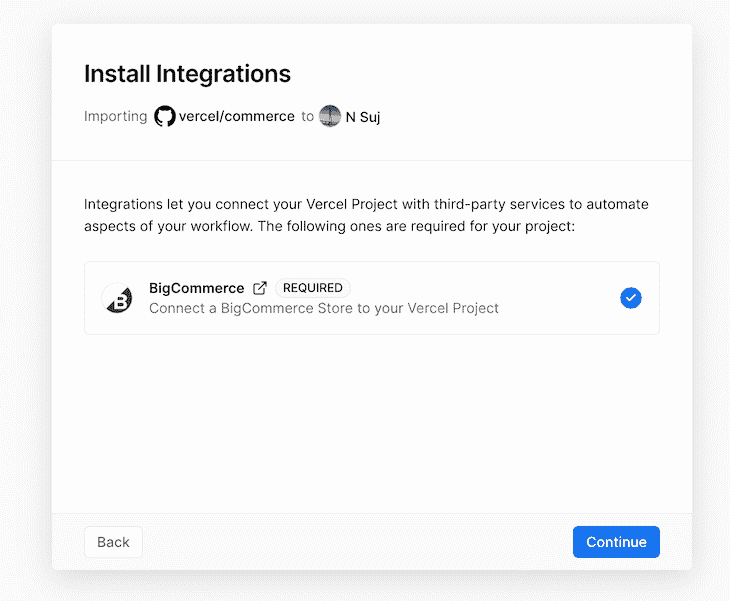 Install Integrations
Importing vercel/commerce to N Suj
Integrations let you connect your Vercel Project with third-party services to automate
aspects of your workflow. The following ones are required for your project:
BigCommerce REQUIRED
Connect a BigCommerce Store to your Vercel Project
Back Continue